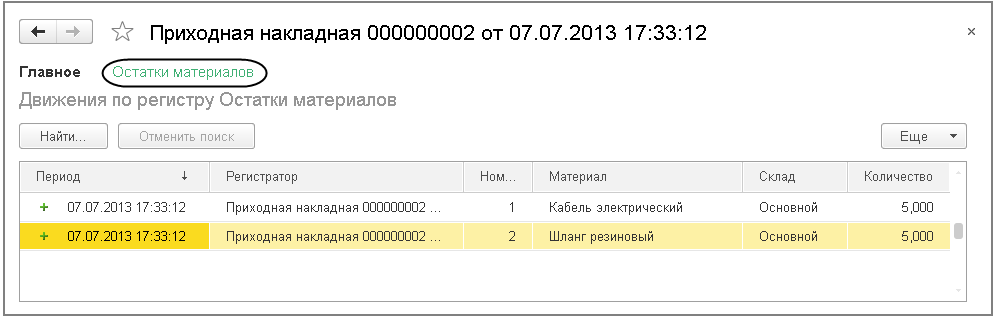 Приходная накладная 000000002 от 07.07.2013 17:33:12
Главное Остатки материалов
Движения по регистру Остатки материалов
Найти... Отменить поиск Еще
Период Регистратор Ном... Материал Склад Количество
07.07.2013 17:33:12 Приходная накладная 000000002 ... 1 Кабель электрический Основной 5,000
07.07.2013 17:33:12 Приходная накладная 000000002 ... 2 Шланг резиновый Основной 5,000